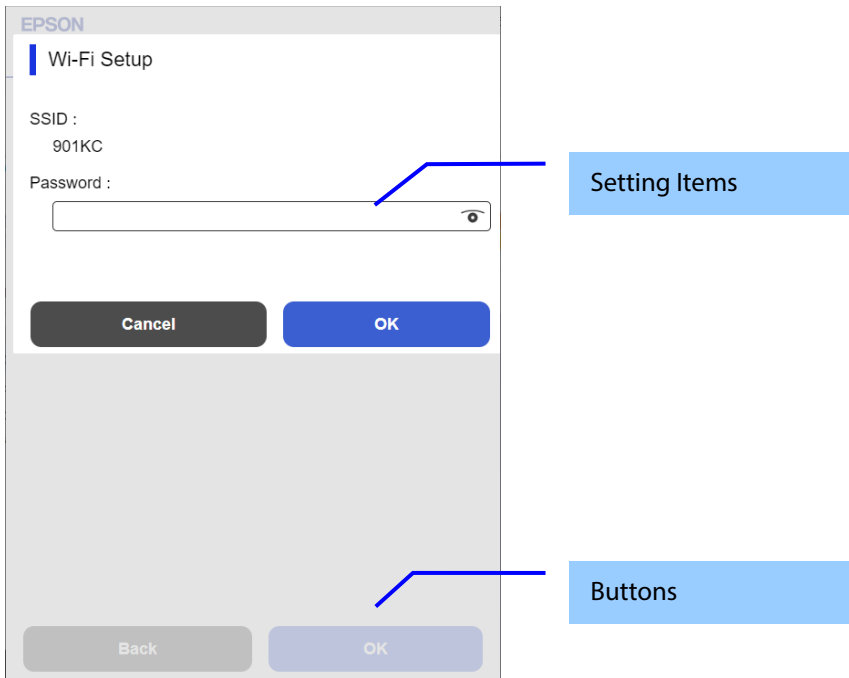 EPSON
Wi-Fi Setup
SSID :
901KC
Password :
Setting Items
Cancel OK
Buttons
Back OK